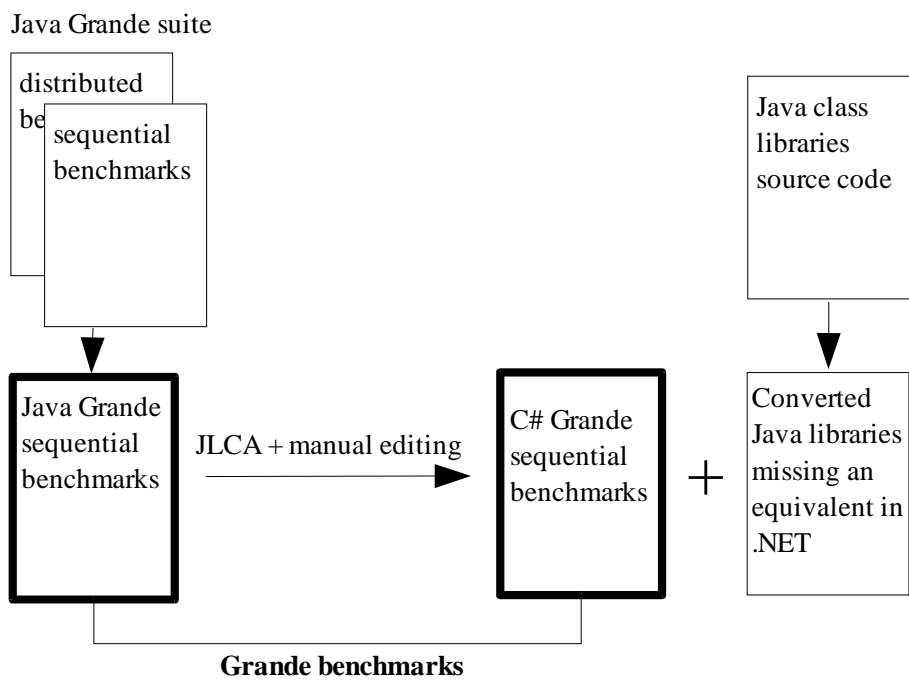 Java Grande suite
distributed
sequential
benchmarks
Java class
libraries
source code
Java Grande
sequential
benchmarks
JLCA + manual editing
C# Grande
sequential
benchmarks
+
Converted
Java libraries
missing an
equivalent in
.NET
Grande benchmarks